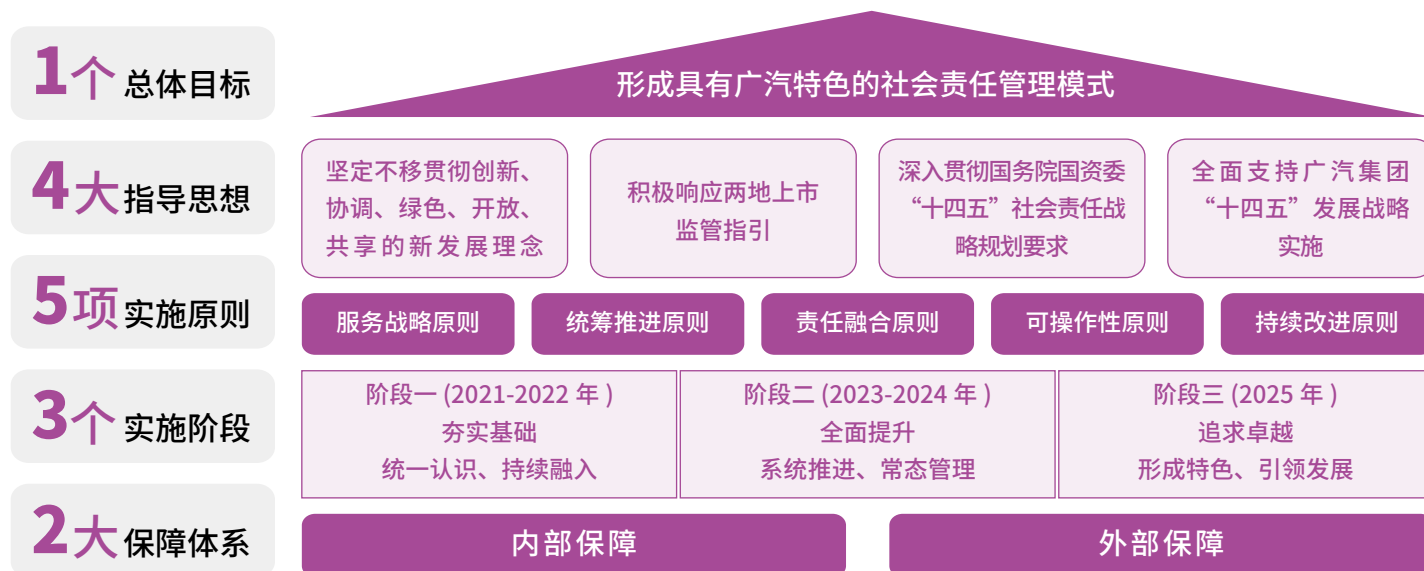 1个 总体目标
形成具有广汽特色的社会责任管理模式
4大 指导思想
坚定不移贯彻创新、
协调、绿色、开放、
共享的新发展理念
积极响应两地上市
监管指引
深入贯彻国务院国资委
“十四五”社会责任战
略规划要求
全面支持广汽集团
“十四五”发展战略
实施
5项 实施原则
服务战略原则
统筹推进原则
责任融合原则
可操作性原则
持续改进原则
3个 实施阶段
阶段一 (2021-2022 年 )
夯实基础
统一认识、持续融入
阶段二 (2023-2024 年 )
全面提升
系统推进、常态管理
阶段三 (2025 年 )
追求卓越
形成特色、引领发展
2大 保障体系
内部保障
外部保障